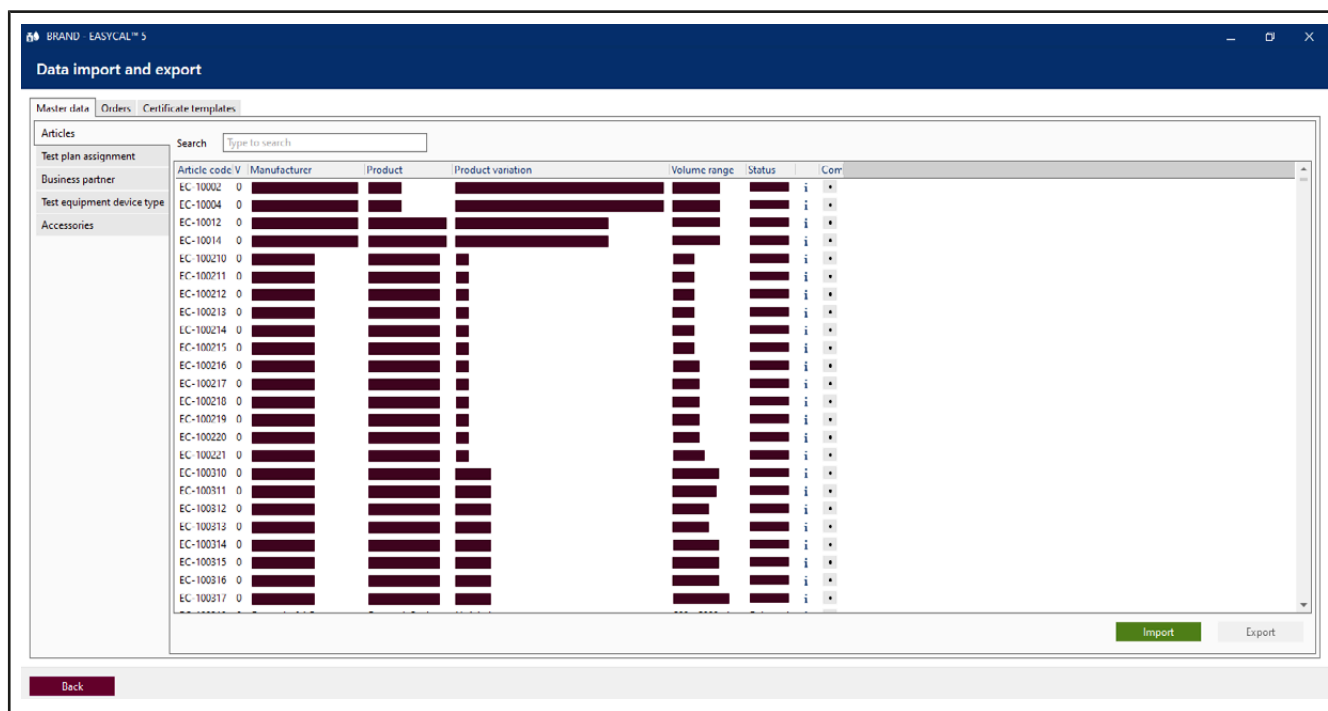 BRAND - EASYCAL™ 5
Data import and export
Master data Orders Certificate templates
Articles
Test plan assignment
Business partner
Test equipment device type
Accessories
Search Type to search
Article code V Manufacturer Product Product variation Volume range Status Com
EC-10002 0 i
EC-10004 0 i
EC-10012 0 i
EC-10014 0 i
EC-100210 0 i
EC-100211 0 i
EC-100212 0 i
EC-100213 0 i
EC-100214 0 i
EC-100215 0 i
EC-100216 0 i
EC-100217 0 i
EC-100218 0 i
EC-100219 0 i
EC-100220 0 i
EC-100221 0 i
EC-100310 0 i
EC-100311 0 i
EC-100312 0 i
EC-100313 0 i
EC-100314 0 i
EC-100315 0 i
EC-100316 0 i
EC-100317 0 i
Import Export
Back